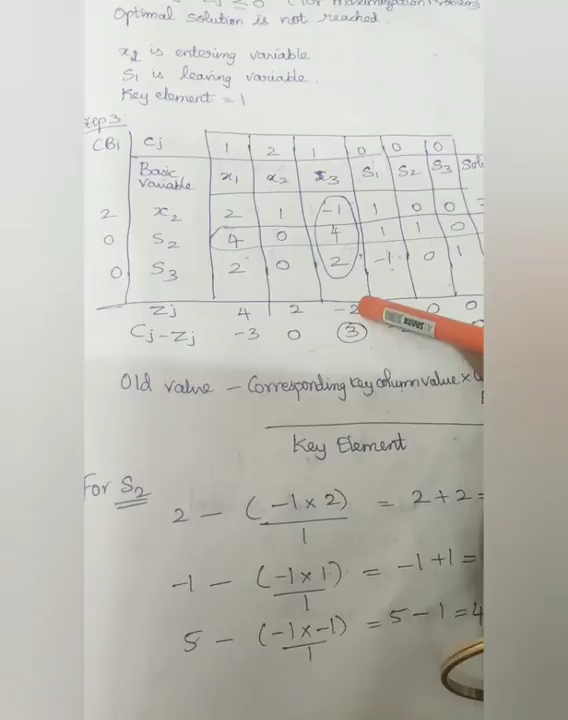 ≤ 0 (for Maximization Problem)
Optimal solution is not reached.
x₂ is entering variable
S₁ is leaving variable.
Key element = 1
Step 3
CBi Cj 1 2 1 0 0 0
Basic Variable x₁ x₂ x₃ S₁ S₂ S₃ Sol
2 x₂ 2 1 -1 1 0 0
0 S₂ 4 0 4 1 1 0
0 S₃ 2 0 2 -1 0 1
Zj 4 2 -2 0 0
Cj-Zj -3 0 3
Old value - Corresponding key column value ×
Key Element
For S₂
2 - (-1×2)/1 = 2+2 =
-1 - (-1×1)/1 = -1+1 =
5 - (-1×-1)/1 = 5-1 = 4